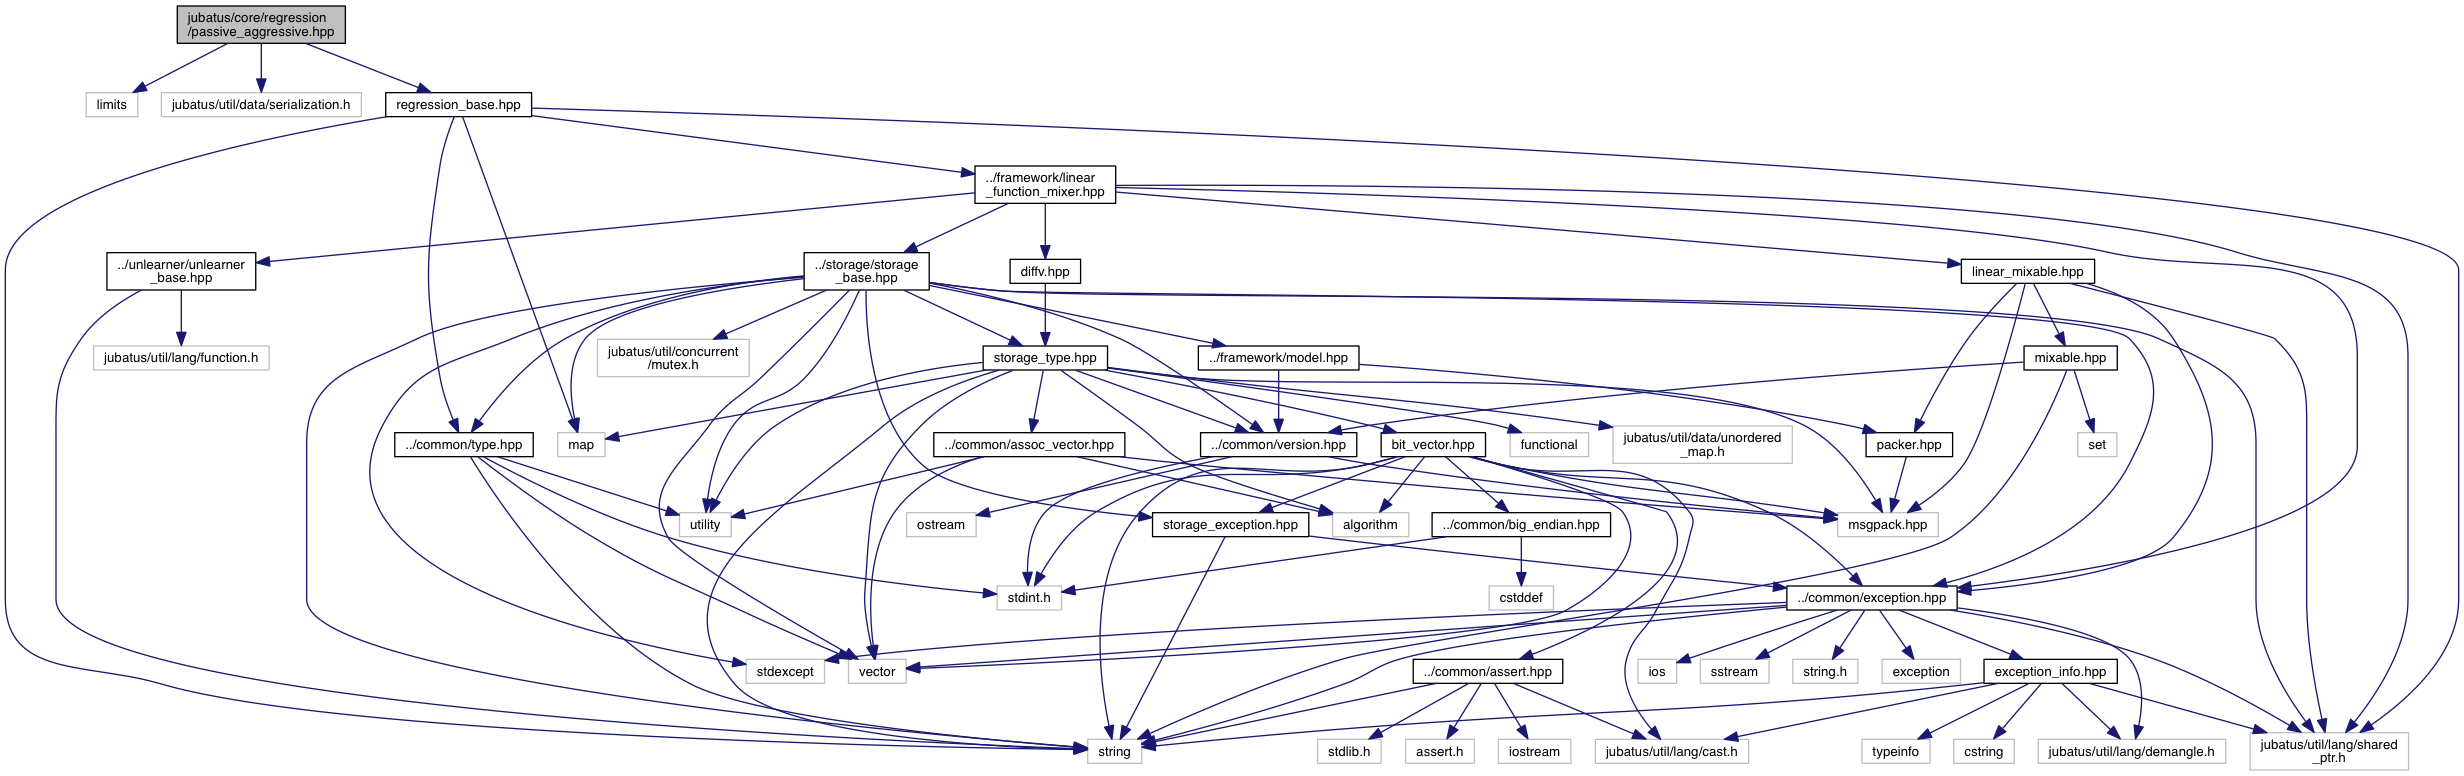 jubatus/core/regression
/passive_aggressive.hpp
limits
jubatus/util/data/serialization.h
regression_base.hpp
../framework/linear
_function_mixer.hpp
../unlearner/unlearner
_base.hpp
../storage/storage
_base.hpp
diffv.hpp
linear_mixable.hpp
jubatus/util/lang/function.h
jubatus/util/concurrent
/mutex.h
storage_type.hpp
../framework/model.hpp
mixable.hpp
../common/type.hpp
map
../common/assoc_vector.hpp
../common/version.hpp
bit_vector.hpp
functional
jubatus/util/data/unordered
_map.h
packer.hpp
set
utility
ostream
storage_exception.hpp
algorithm
../common/big_endian.hpp
msgpack.hpp
stdint.h
cstddef
../common/exception.hpp
stdexcept
vector
../common/assert.hpp
ios
sstream
string.h
exception
exception_info.hpp
string
stdlib.h
assert.h
iostream
jubatus/util/lang/cast.h
typeinfo
cstring
jubatus/util/lang/demangle.h
jubatus/util/lang/shared
_ptr.h